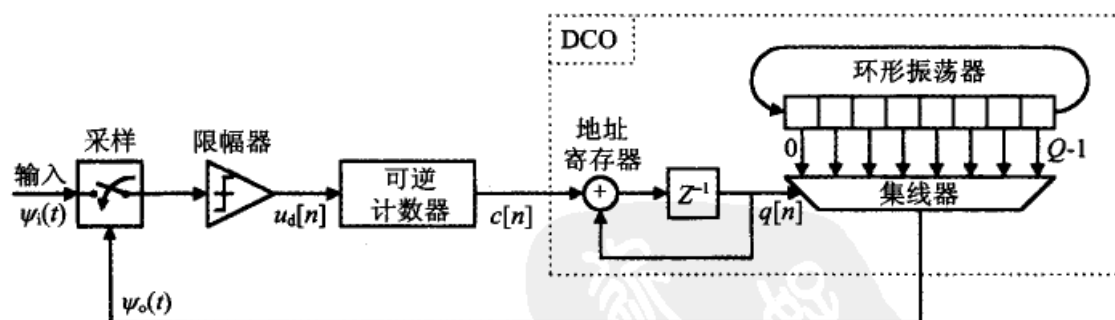 DCO
环形振荡器
采样
限幅器
地址
寄存器
0
Q-1
输入
ψi(t)
ud[n]
可逆
计数器
c[n]
+
Z⁻¹
q[n]
集线器
ψo(t)